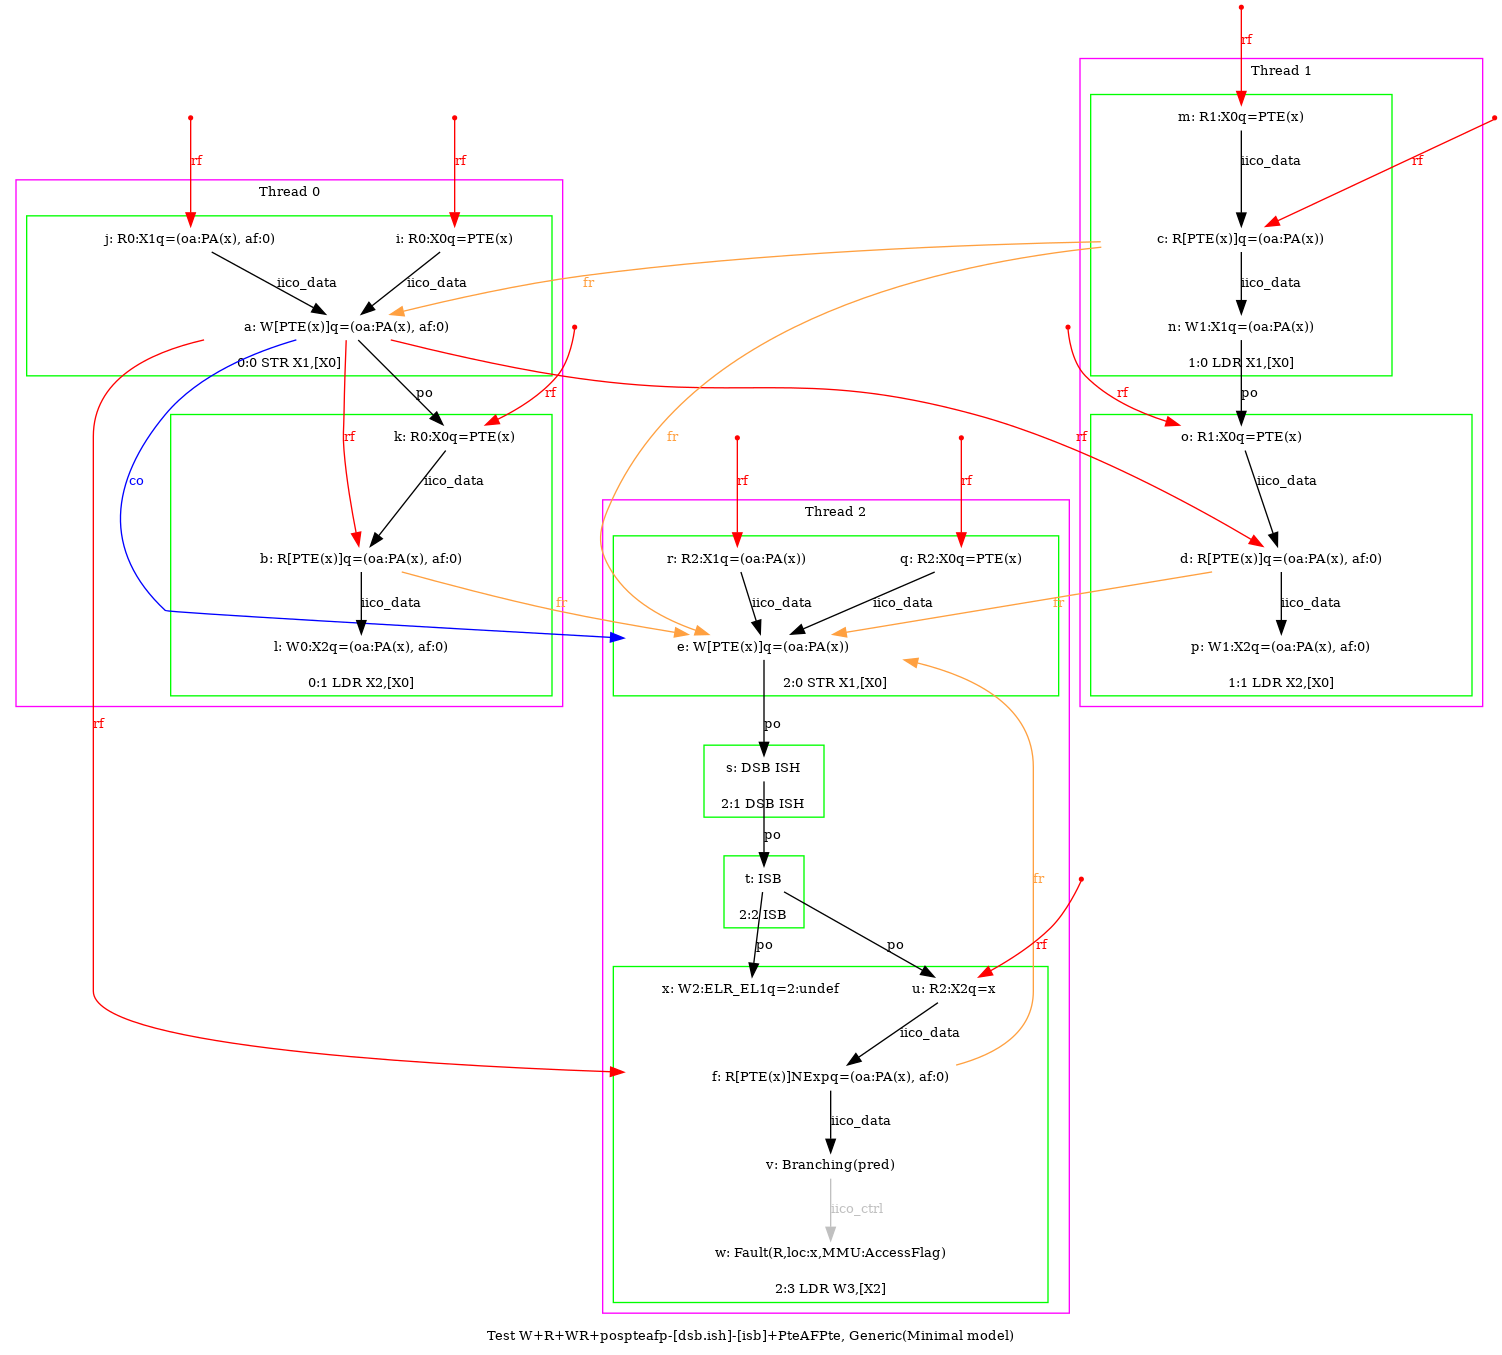 rf
Thread 1
m: R1:X0q=PTE(x)
rf
rf
iico_data
rf
Thread 0
j: R0:X1q=(oa:PA(x), af:0)
i: R0:X0q=PTE(x)
c: R[PTE(x)]q=(oa:PA(x))
iico_data
iico_data
fr
iico_data
a: W[PTE(x)]q=(oa:PA(x), af:0)
n: W1:X1q=(oa:PA(x))
0:0 STR X1,[X0]
1:0 LDR X1,[X0]
po
rf
rf
po
k: R0:X0q=PTE(x)
rf
fr
rf
o: R1:X0q=PTE(x)
co
iico_data
rf
rf
iico_data
Thread 2
b: R[PTE(x)]q=(oa:PA(x), af:0)
r: R2:X1q=(oa:PA(x))
q: R2:X0q=PTE(x)
d: R[PTE(x)]q=(oa:PA(x), af:0)
iico_data
fr
iico_data
iico_data
fr
iico_data
l: W0:X2q=(oa:PA(x), af:0)
e: W[PTE(x)]q=(oa:PA(x))
p: W1:X2q=(oa:PA(x), af:0)
0:1 LDR X2,[X0]
2:0 STR X1,[X0]
1:1 LDR X2,[X0]
rf
po
s: DSB ISH
2:1 DSB ISH
po
t: ISB
fr
2:2 ISB
po
po
rf
x: W2:ELR_EL1q=2:undef
u: R2:X2q=x
iico_data
f: R[PTE(x)]NExpq=(oa:PA(x), af:0)
iico_data
v: Branching(pred)
iico_ctrl
w: Fault(R,loc:x,MMU:AccessFlag)
2:3 LDR W3,[X2]
Test W+R+WR+pospteafp-[dsb.ish]-[isb]+PteAFPte, Generic(Minimal model)